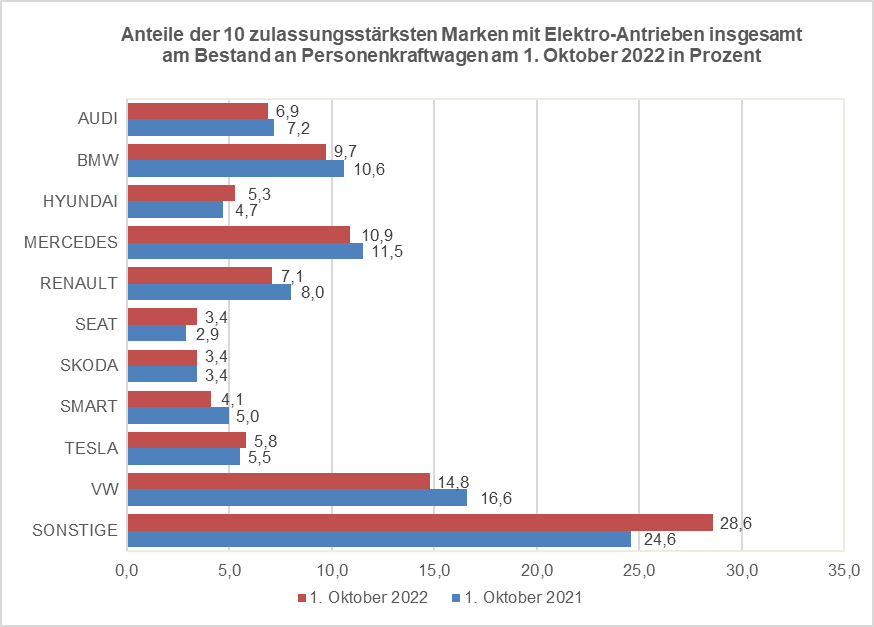 Anteile der 10 zulassungsstärksten Marken mit Elektro-Antrieben insgesamt
am Bestand an Personenkraftwagen am 1. Oktober 2022 in Prozent
AUDI
6,9
7,2
BMW
9,7
10,6
HYUNDAI
5,3
4,7
MERCEDES
10,9
11,5
RENAULT
7,1
8,0
SEAT
3,4
2,9
SKODA
3,4
3,4
SMART
4,1
5,0
TESLA
5,8
5,5
VW
14,8
16,6
SONSTIGE
28,6
24,6
0,0 5,0 10,0 15,0 20,0 25,0 30,0 35,0
1. Oktober 2022 1. Oktober 2021